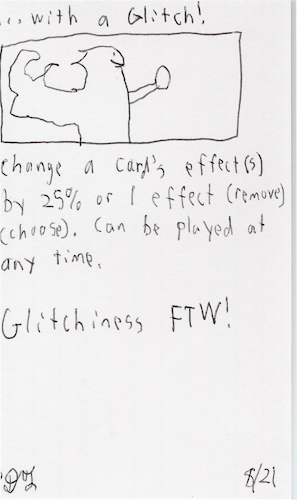 ... with a Glitch!
Change a card's effect(s)
by 25% or 1 effect (remove)
(choose). Can be played at
any time.
Glitchiness FTW!
8/21